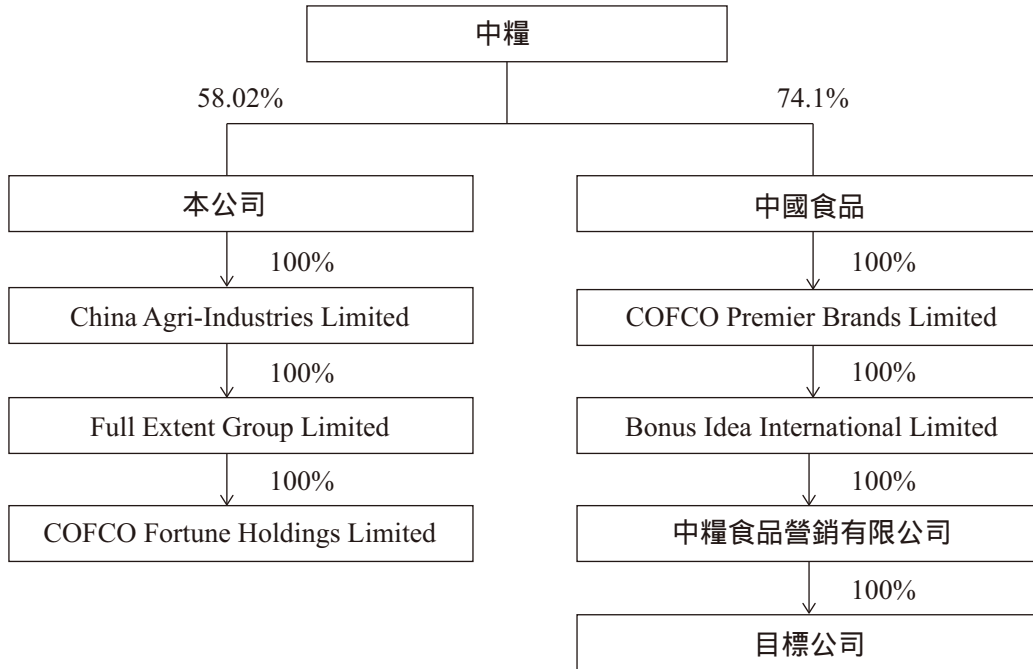 中糧
58.02%
74.1%
本公司
中國食品
100%
100%
China Agri-Industries Limited
COFCO Premier Brands Limited
100%
100%
Full Extent Group Limited
Bonus Idea International Limited
100%
100%
COFCO Fortune Holdings Limited
中糧食品營銷有限公司
100%
目標公司